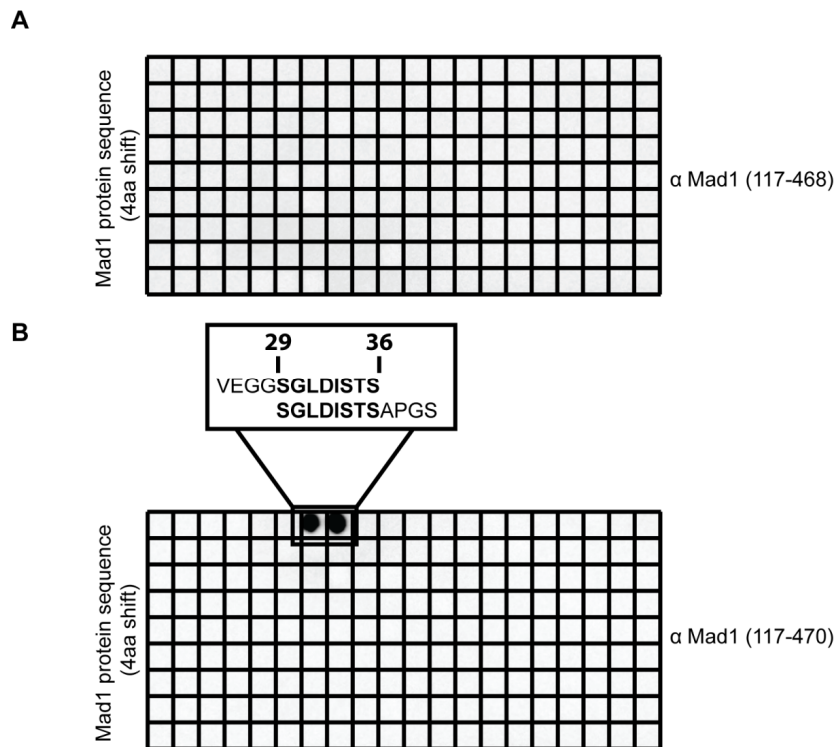 A
Mad1 protein sequence
(4aa shift)
α Mad1 (117-468)
B
29 36
VEGGSGLDISTS
SGLDISTSAPGS
Mad1 protein sequence
(4aa shift)
α Mad1 (117-470)